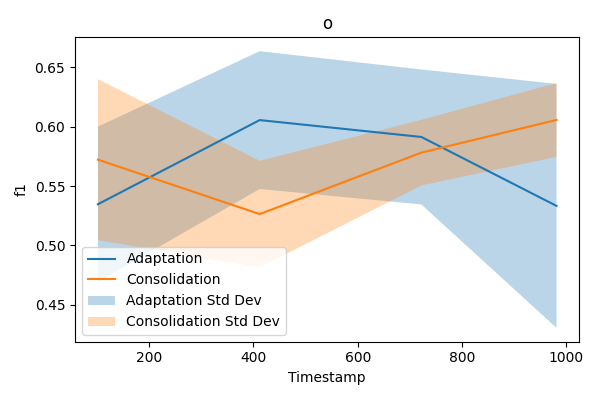 o
f1
0.65
0.60
0.55
0.50
0.45
Adaptation
Consolidation
Adaptation Std Dev
Consolidation Std Dev
200
400
600
800
1000
Timestamp